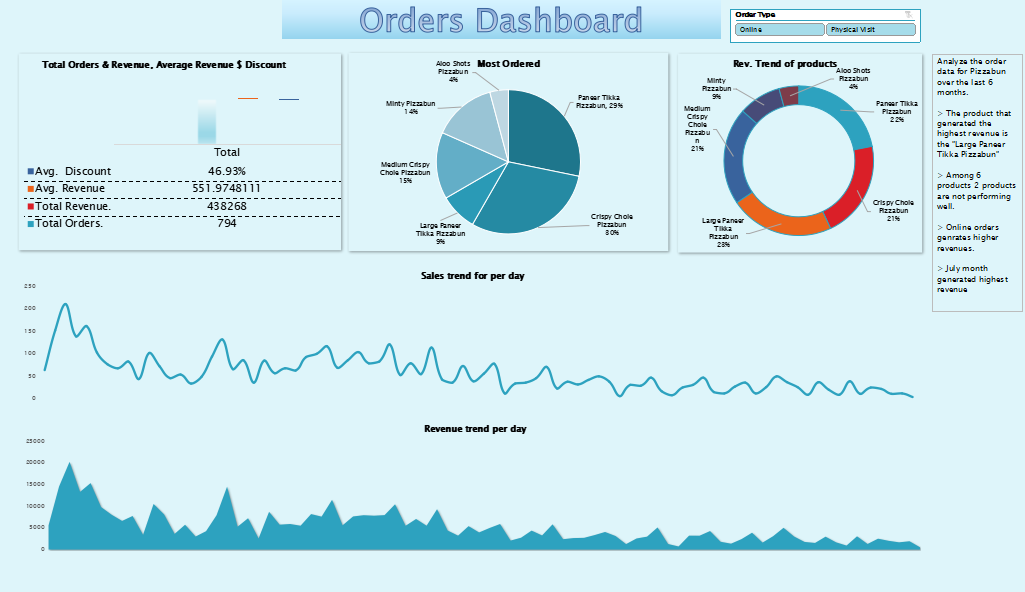 Orders Dashboard
Order Type
Online
Physical Visit
Total Orders & Revenue, Average Revenue $ Discount
Total
Avg. Discount 46.93%
Avg. Revenue 551.9748111
Total Revenue. 438268
Total Orders. 794
Most Ordered
Aloo Shots
Pizzabun
4%
Paneer Tikka
Pizzabun, 29%
Minty Pizzabun
14%
Medium Crispy
Chole Pizzabun
15%
Large Paneer
Tikka Pizzabun
9%
Crispy Chole
Pizzabun
30%
Rev. Trend of products
Aloo Shots
Pizzabun
4%
Minty
Pizzabun
9%
Paneer Tikka
Pizzabun
22%
Medium
Crispy
Chole
Pizzabu
n
21%
Crispy Chole
Pizzabun
21%
Large Paneer
Tikka
Pizzabun
23%
Analyze the order
data for Pizzabun
over the last 6
months.
> The product that
generated the
highest revenue is
the "Large Paneer
Tikka Pizzabun"
> Among 6
products 2 products
are not performing
well.
> Online orders
genrates higher
revenues.
> July month
generated highest
revenue
Sales trend for per day
250
200
150
100
50
0
Revenue trend per day
25000
20000
15000
10000
5000
0